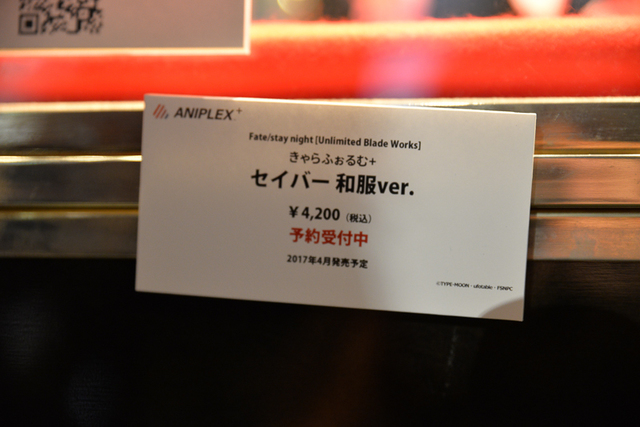 ANIPLEX+
Fate/stay night [Unlimited Blade Works]
きゃらふぉるむ+
セイバー 和服ver.
¥4,200（税込）
予約受付中
2017年4月発売予定
©TYPE-MOON・ufotable・FSNPC